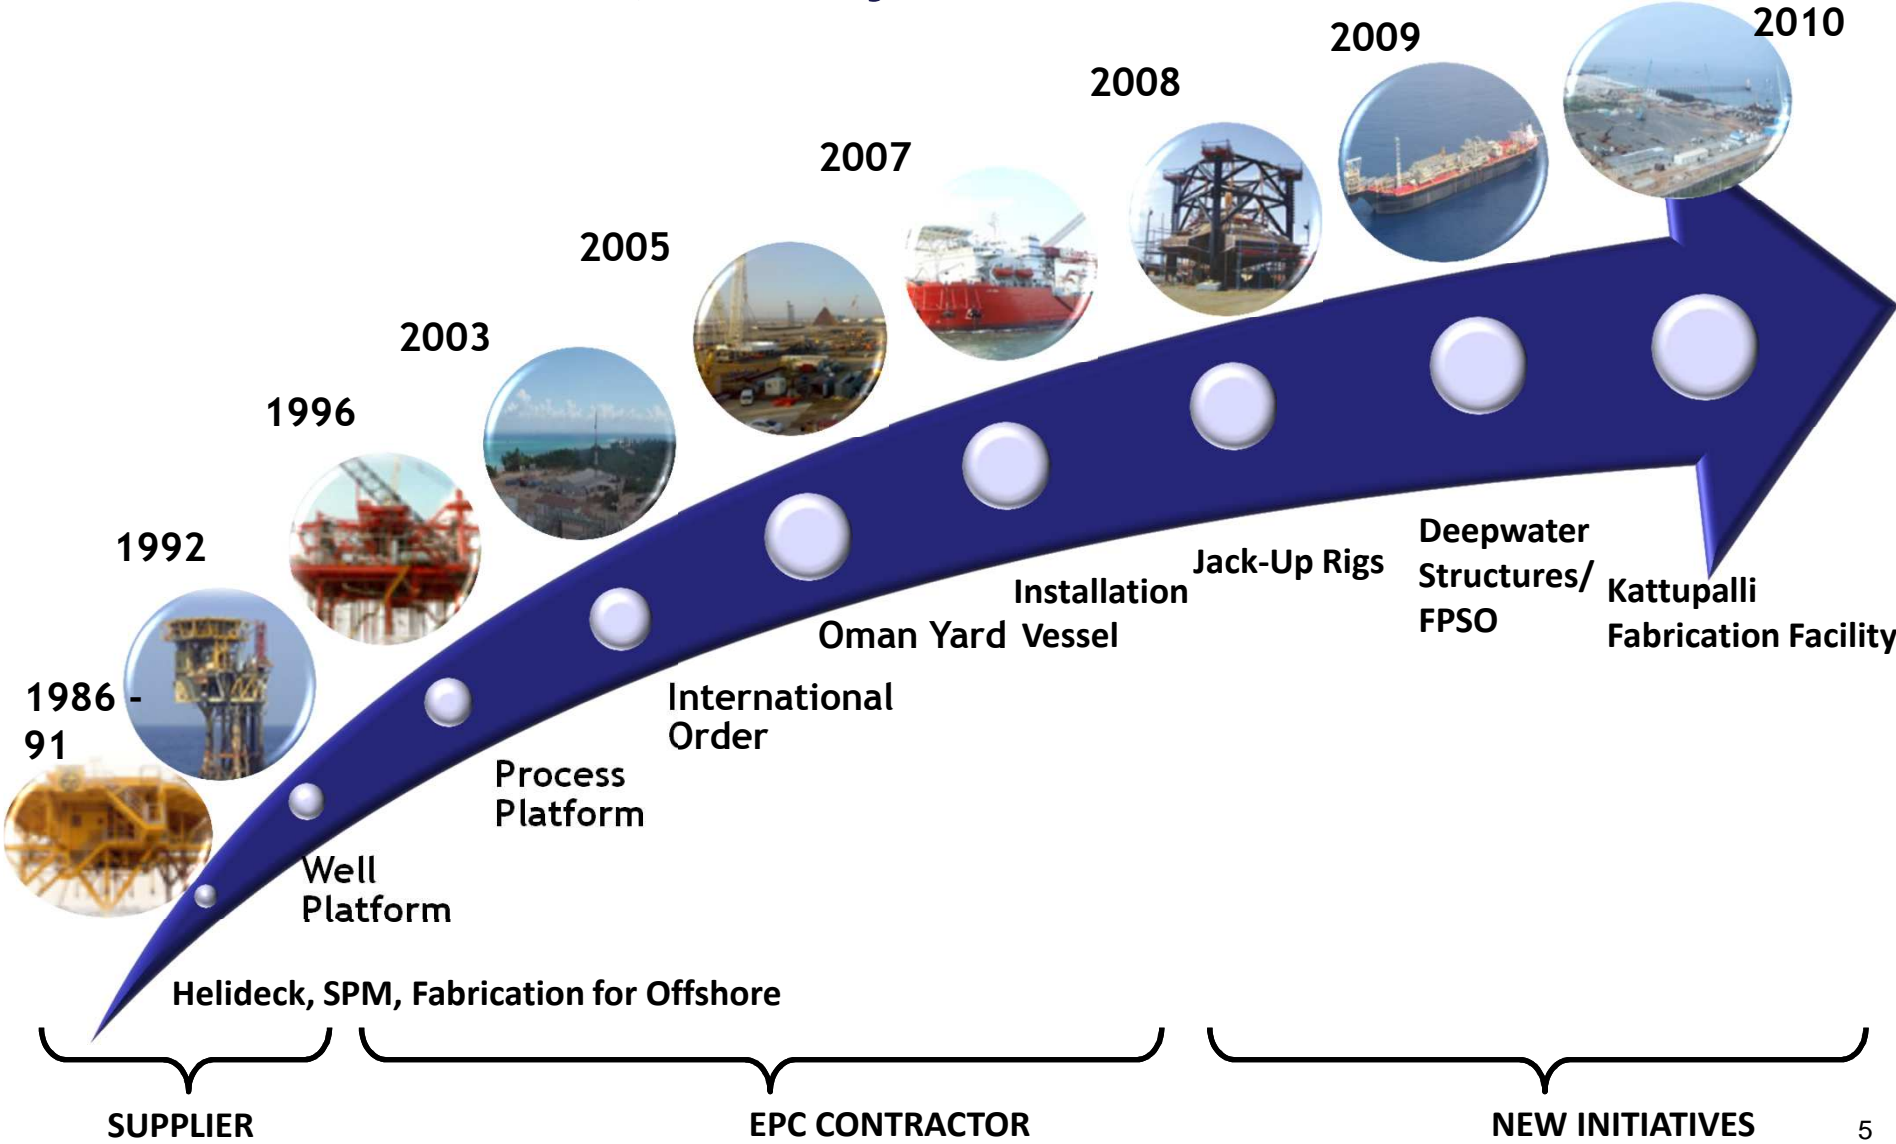 2010
2009
2008
2007
2005
2003
1996
1992
1986 -
91
Helideck, SPM, Fabrication for Offshore
Well
Platform
Process
Platform
International
Order
Oman Yard
Installation
Vessel
Jack-Up Rigs
Deepwater
Structures/
FPSO
Kattupalli
Fabrication Facility
SUPPLIER
EPC CONTRACTOR
NEW INITIATIVES
5